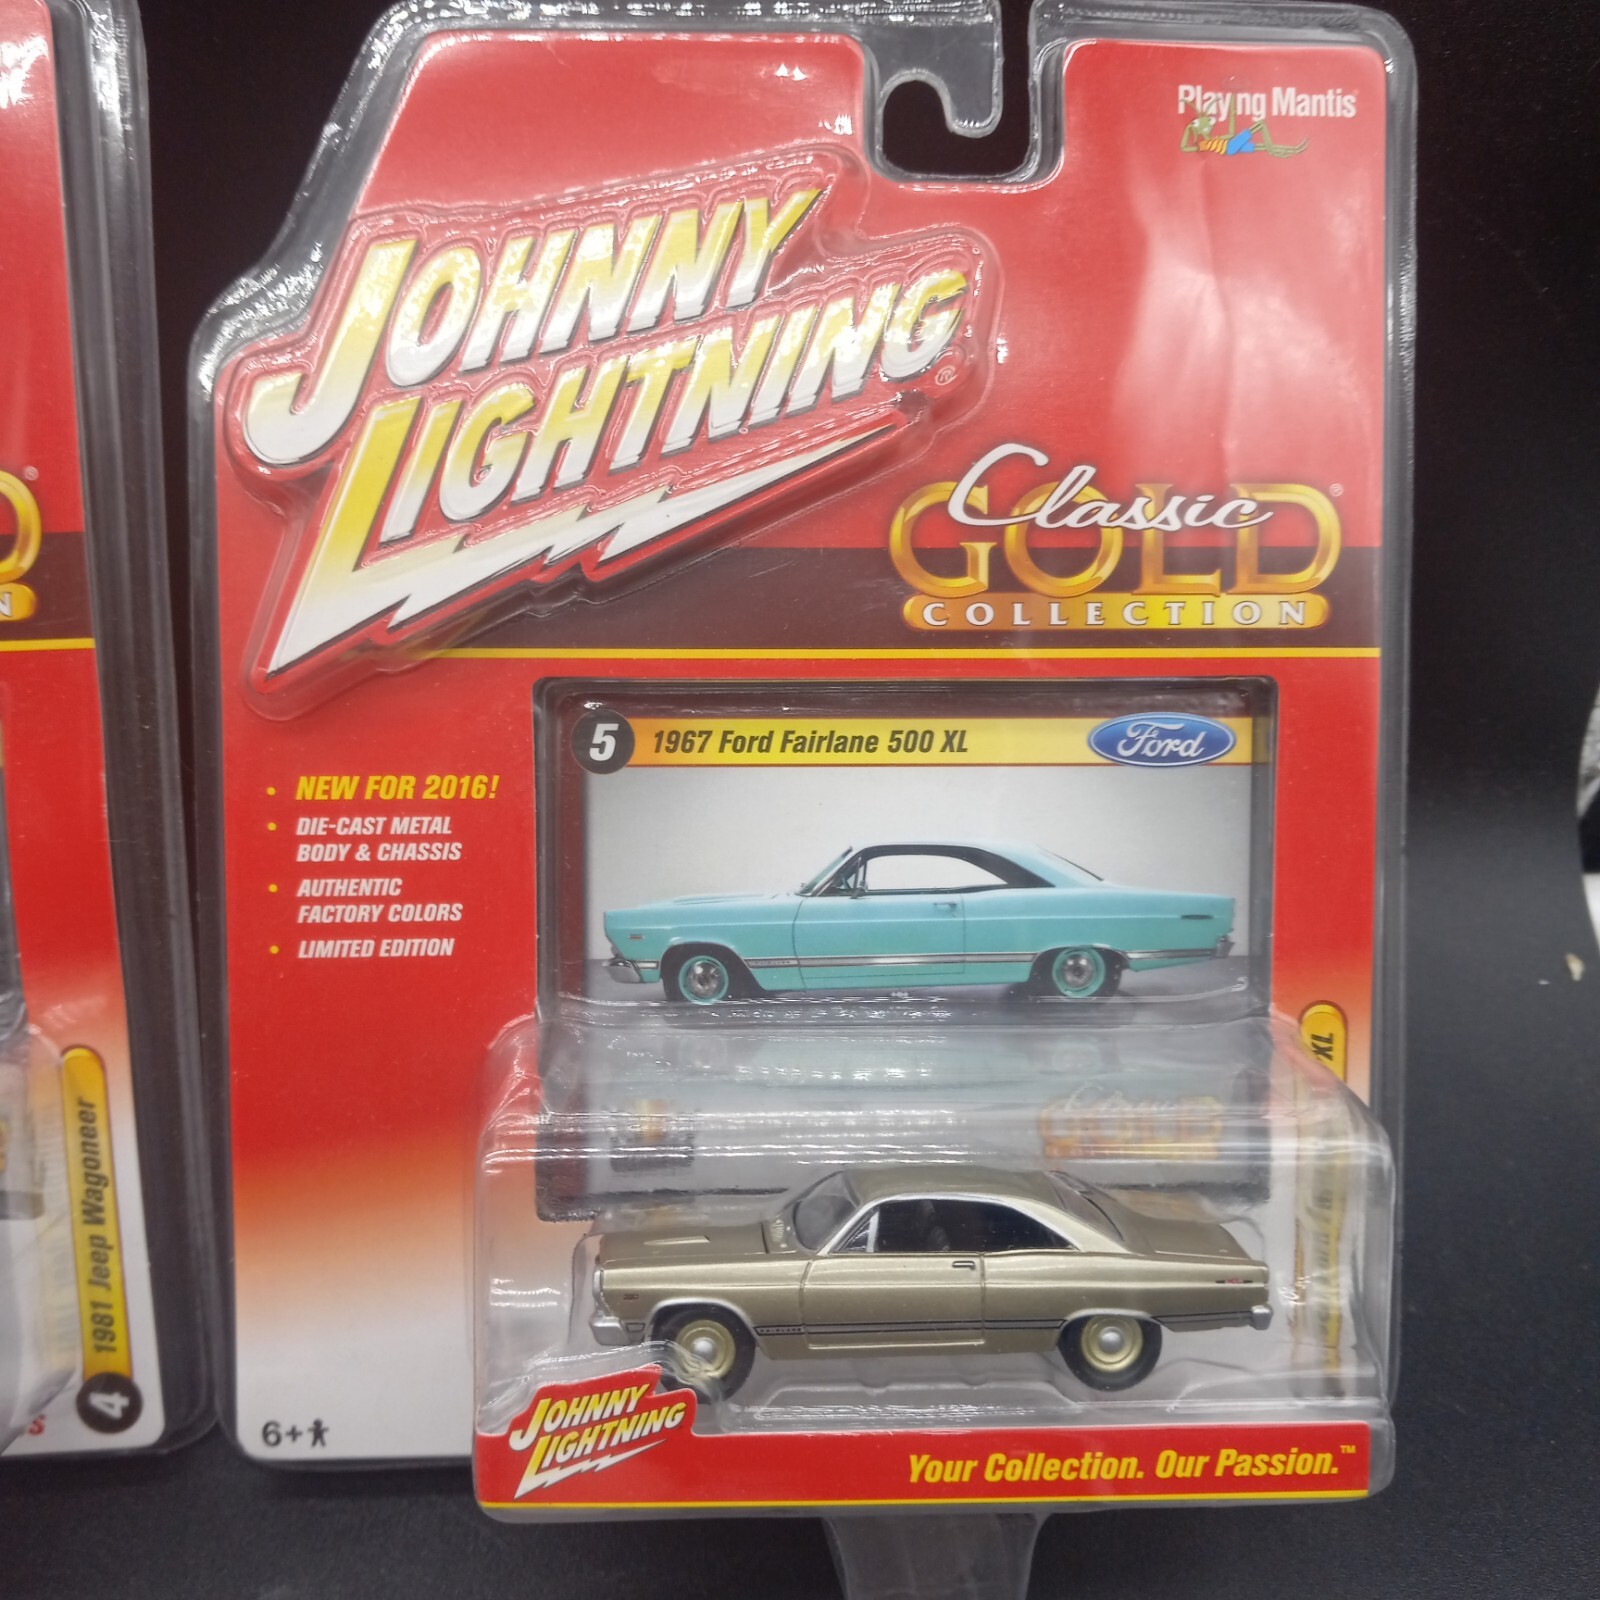 Playing Mantis
JOHNNY
LIGHTNING®
Classic
GOLD®
COLLECTION
5 1967 Ford Fairlane 500 XL Ford
• NEW FOR 2016!
• DIE-CAST METAL
BODY & CHASSIS
• AUTHENTIC
FACTORY COLORS
• LIMITED EDITION
XL
FAIRLANE
6+
JOHNNY
LIGHTNING
Your Collection. Our Passion.™
4 1981 Jeep Wagoneer
D®
N